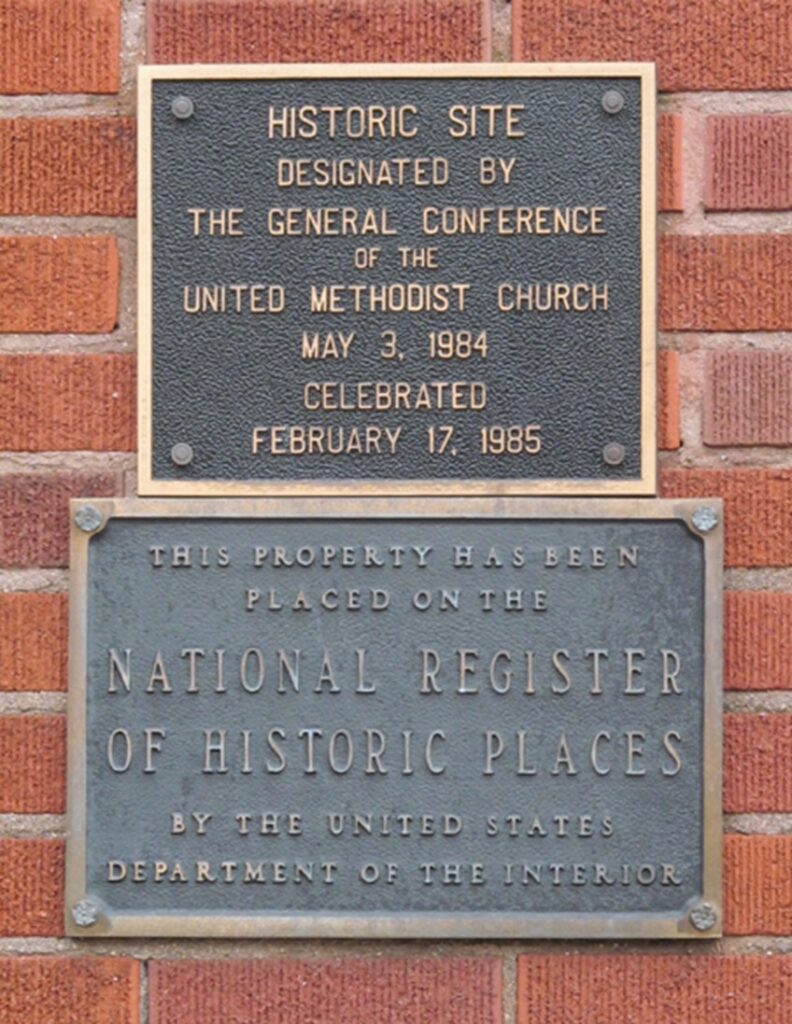 HISTORIC SITE
DESIGNATED BY
THE GENERAL CONFERENCE
OF THE
UNITED METHODIST CHURCH
MAY 3, 1984
CELEBRATED
FEBRUARY 17, 1985
THIS PROPERTY HAS BEEN
PLACED ON THE
NATIONAL REGISTER
OF HISTORIC PLACES
BY THE UNITED STATES
DEPARTMENT OF THE INTERIOR